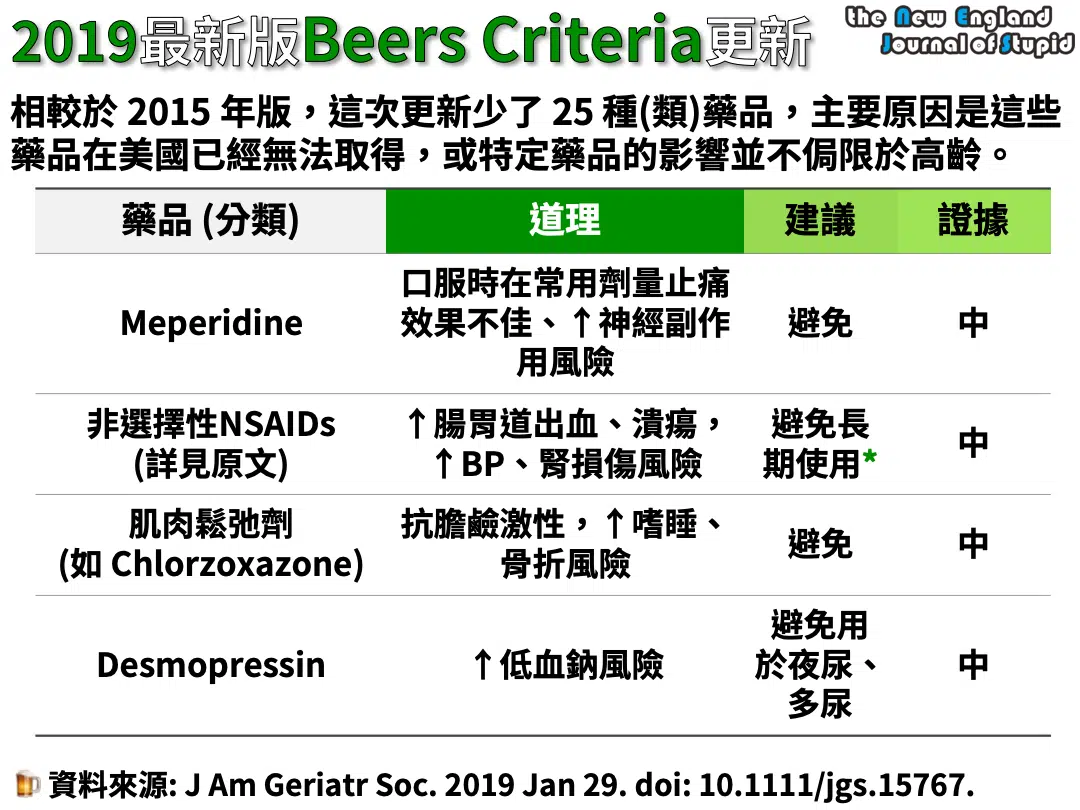 2019最新版Beers Criteria更新
the New England
Journal of Stupid
相較於 2015 年版，這次更新少了 25 種(類)藥品，主要原因是這些
藥品在美國已經無法取得，或特定藥品的影響並不侷限於高齡。
藥品 (分類)
道理
建議
證據
Meperidine
口服時在常用劑量止痛
效果不佳、↑神經副作
用風險
避免
中
非選擇性NSAIDs
(詳見原文)
↑腸胃道出血、潰瘍，
↑BP、腎損傷風險
避免長
期使用*
中
肌肉鬆弛劑
(如 Chlorzoxazone)
抗膽鹼激性，↑嗜睡、
骨折風險
避免
中
Desmopressin
↑低血鈉風險
避免用
於夜尿、
多尿
中
資料來源: J Am Geriatr Soc. 2019 Jan 29. doi: 10.1111/jgs.15767.